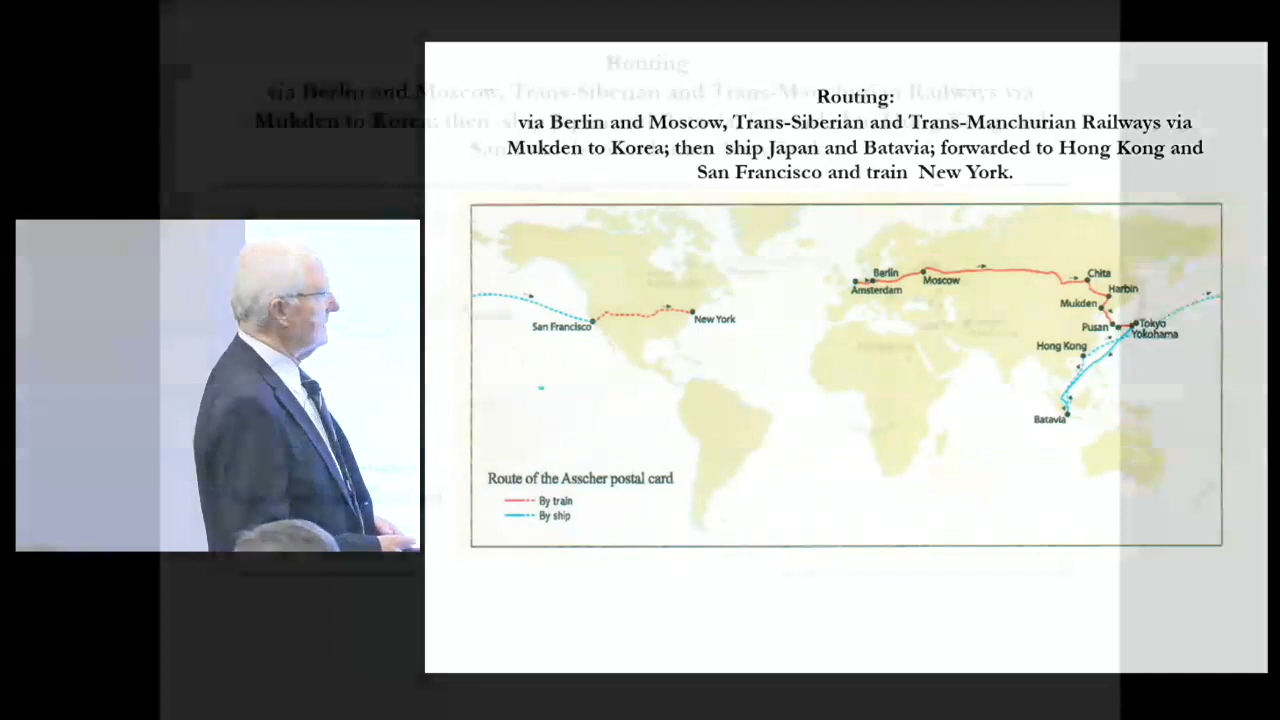 Routing:
via Berlin and Moscow, Trans-Siberian and Trans-Manchurian Railways via
Mukden to Korea; then ship Japan and Batavia; forwarded to Hong Kong and
San Francisco and train New York.
Berlin
Amsterdam
Moscow
Chita
Harbin
Mukden
Pusan
Tokyo
Yokohama
Hong Kong
Batavia
San Francisco
New York
Route of the Asscher postal card
By train
By ship